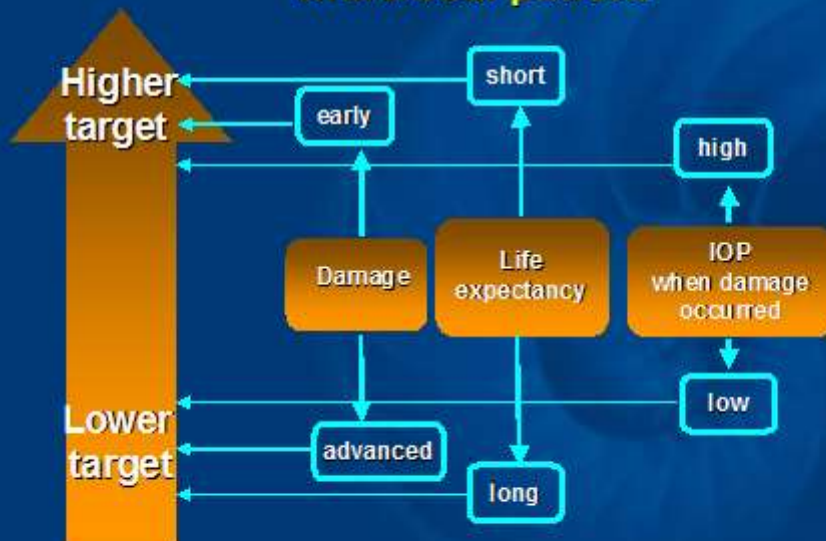 short
Higher
target
early
high
Damage
Life
expectancy
IOP
when damage
occurred
low
Lower
target
advanced
long